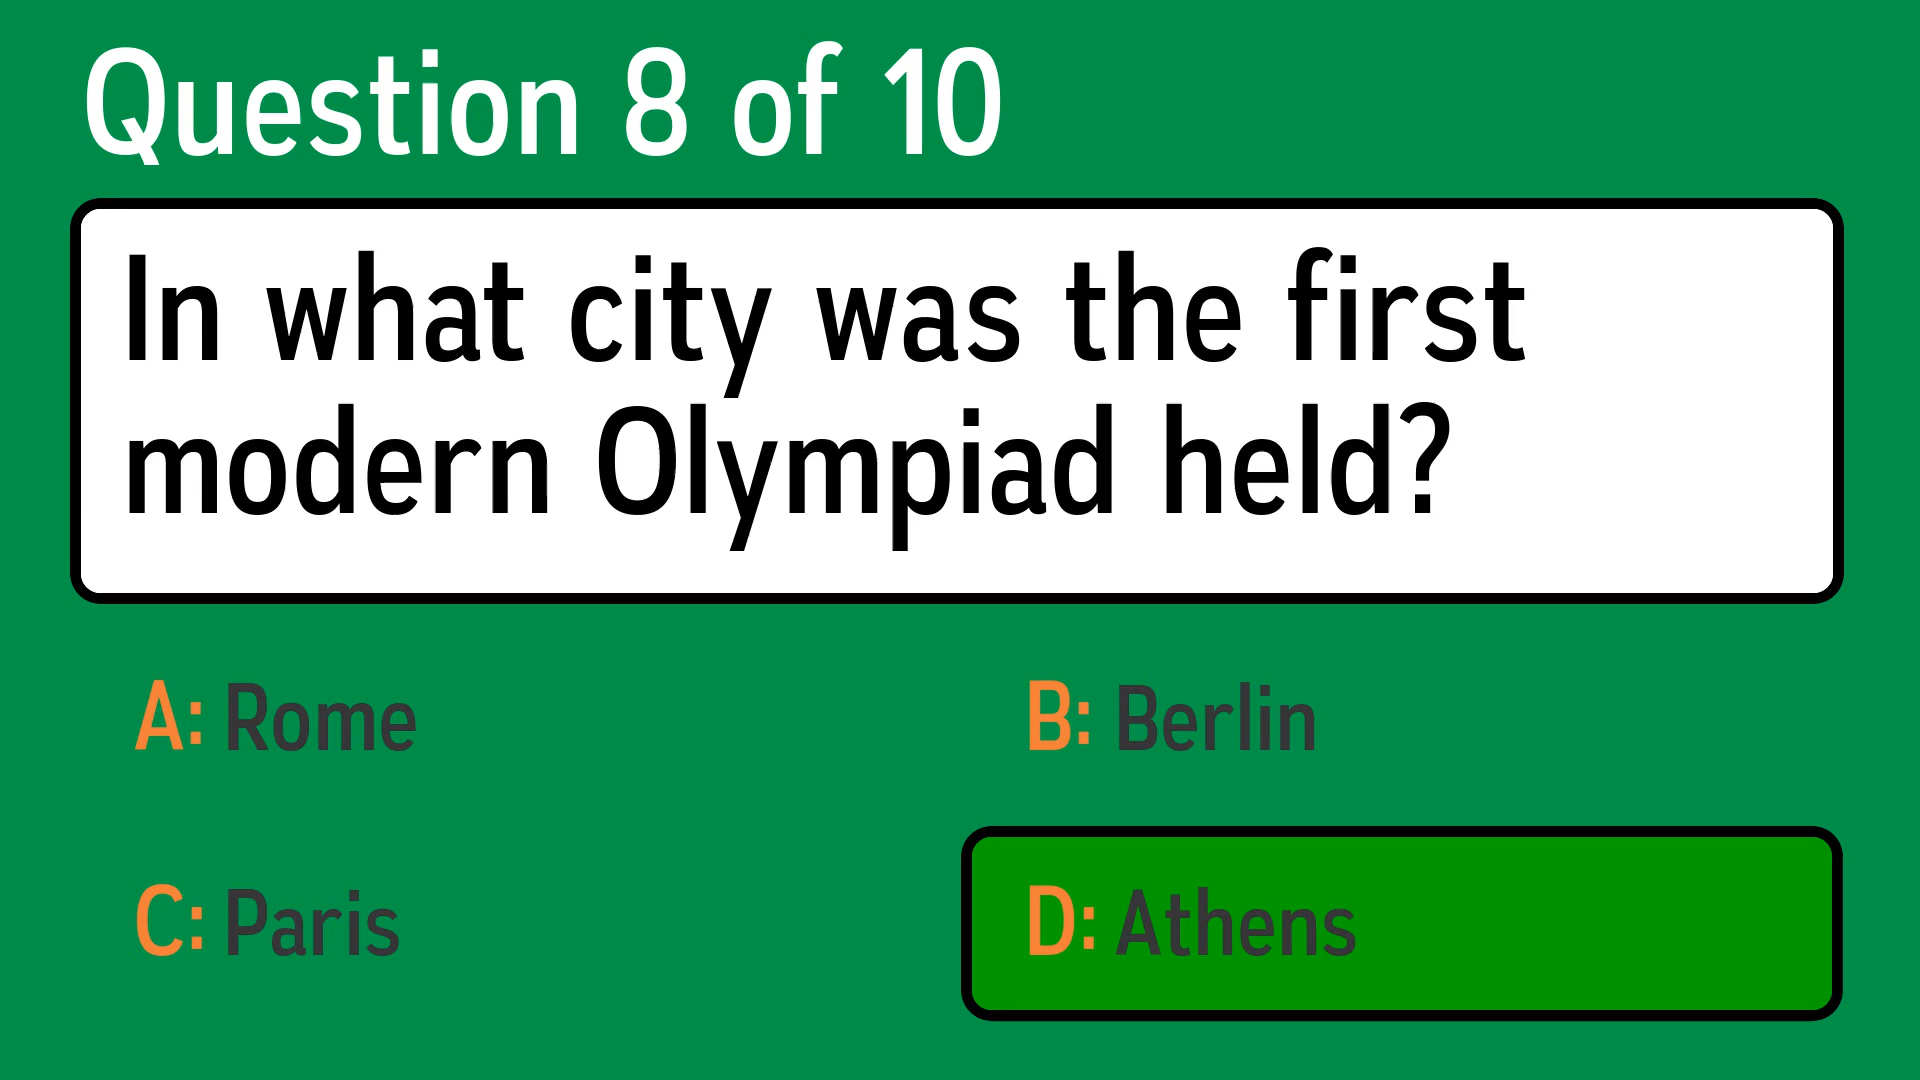 Question 8 of 10
In what city was the first
modern Olympiad held?
A: Rome
B: Berlin
C: Paris
D: Athens